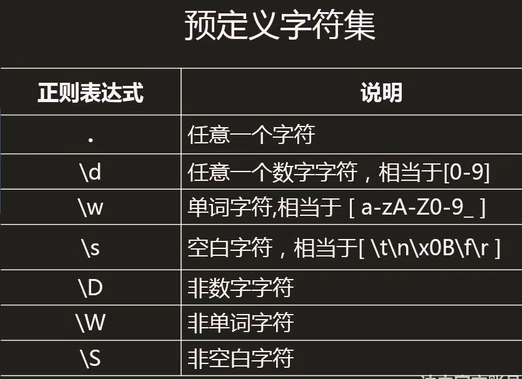 预定义字符集
正则表达式 说明
. 任意一个字符
\d 任意一个数字字符，相当于[0-9]
\w 单词字符,相当于 [ a-zA-Z0-9_ ]
\s 空白字符，相当于[ \t\n\x0B\f\r ]
\D 非数字字符
\W 非单词字符
\S 非空白字符